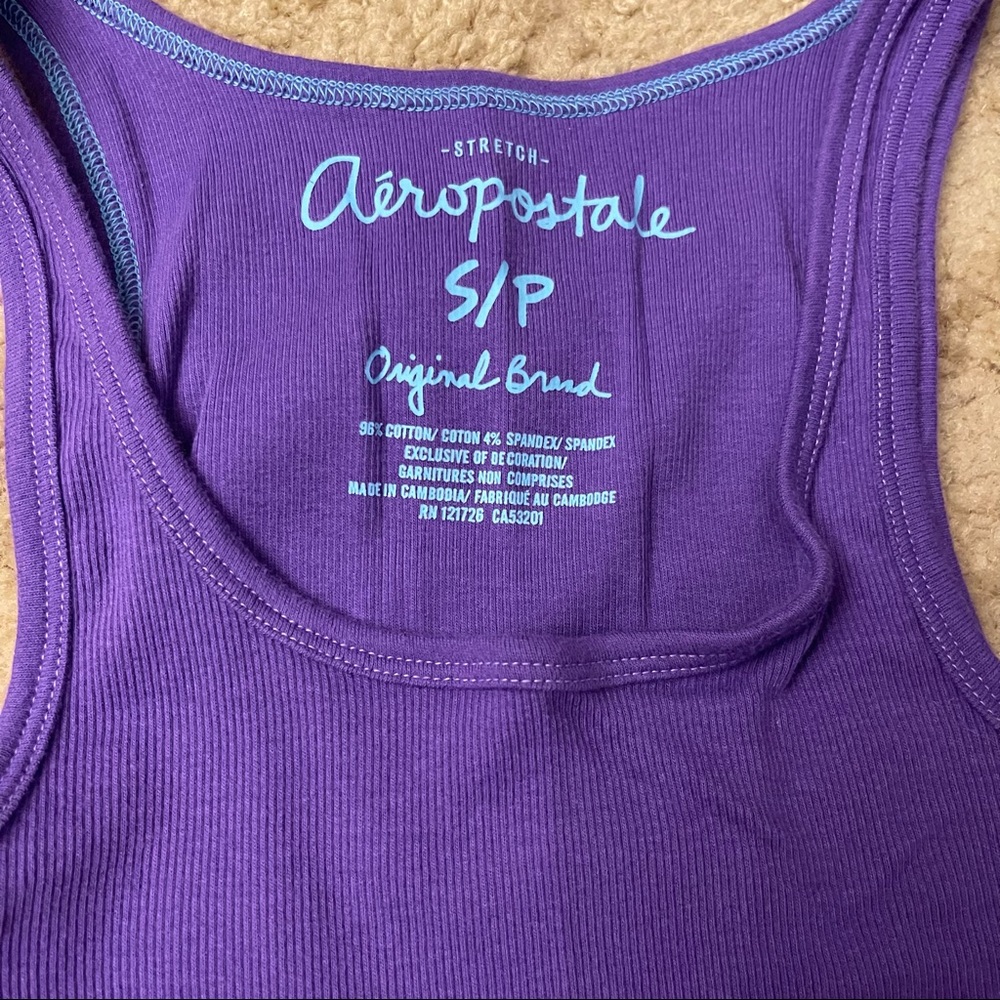 -STRETCH-
aéropostale
S/P
Original Brand
96% COTTON/ COTON 4% SPANDEX/ SPANDEX
EXCLUSIVE OF DECORATION/
GARNITURES NON COMPRISES
MADE IN CAMBODIA/ FABRIQUÉ AU CAMBODGE
RN 121726 CA53201